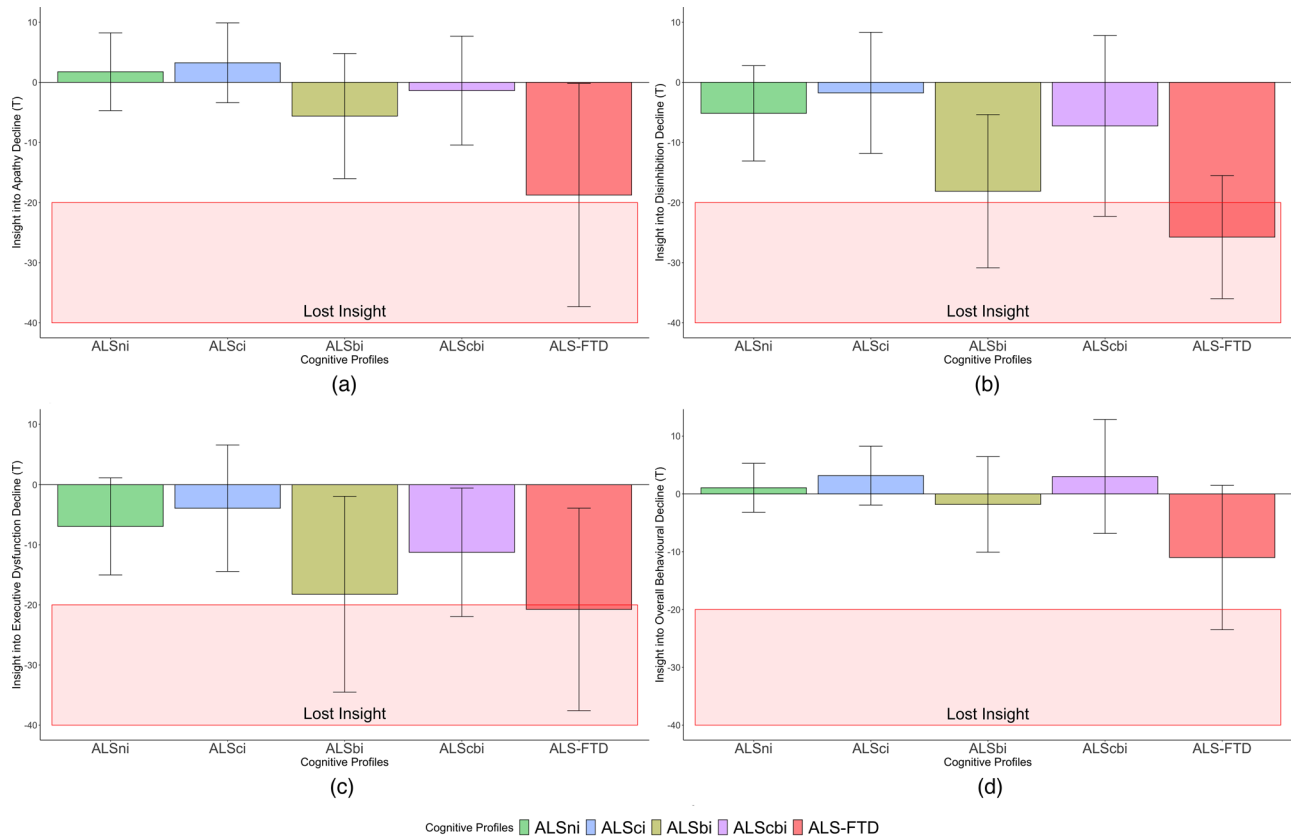 10
0
-10
-20
-30
-40
Insight into Apathy Decline (T)
Lost Insight
ALSni ALSci ALSbi ALScbi ALS-FTD
Cognitive Profiles
(a)
10
0
-10
-20
-30
-40
Insight into Disinhibition Decline (T)
Lost Insight
ALSni ALSci ALSbi ALScbi ALS-FTD
Cognitive Profiles
(b)
10
0
-10
-20
-30
-40
Insight into Executive Dysfunction Decline (T)
Lost Insight
ALSni ALSci ALSbi ALScbi ALS-FTD
Cognitive Profiles
(c)
10
0
-10
-20
-30
-40
Insight into Overall Behavioural Decline (T)
Lost Insight
ALSni ALSci ALSbi ALScbi ALS-FTD
Cognitive Profiles
(d)
Cognitive Profiles ALSni ALSci ALSbi ALScbi ALS-FTD